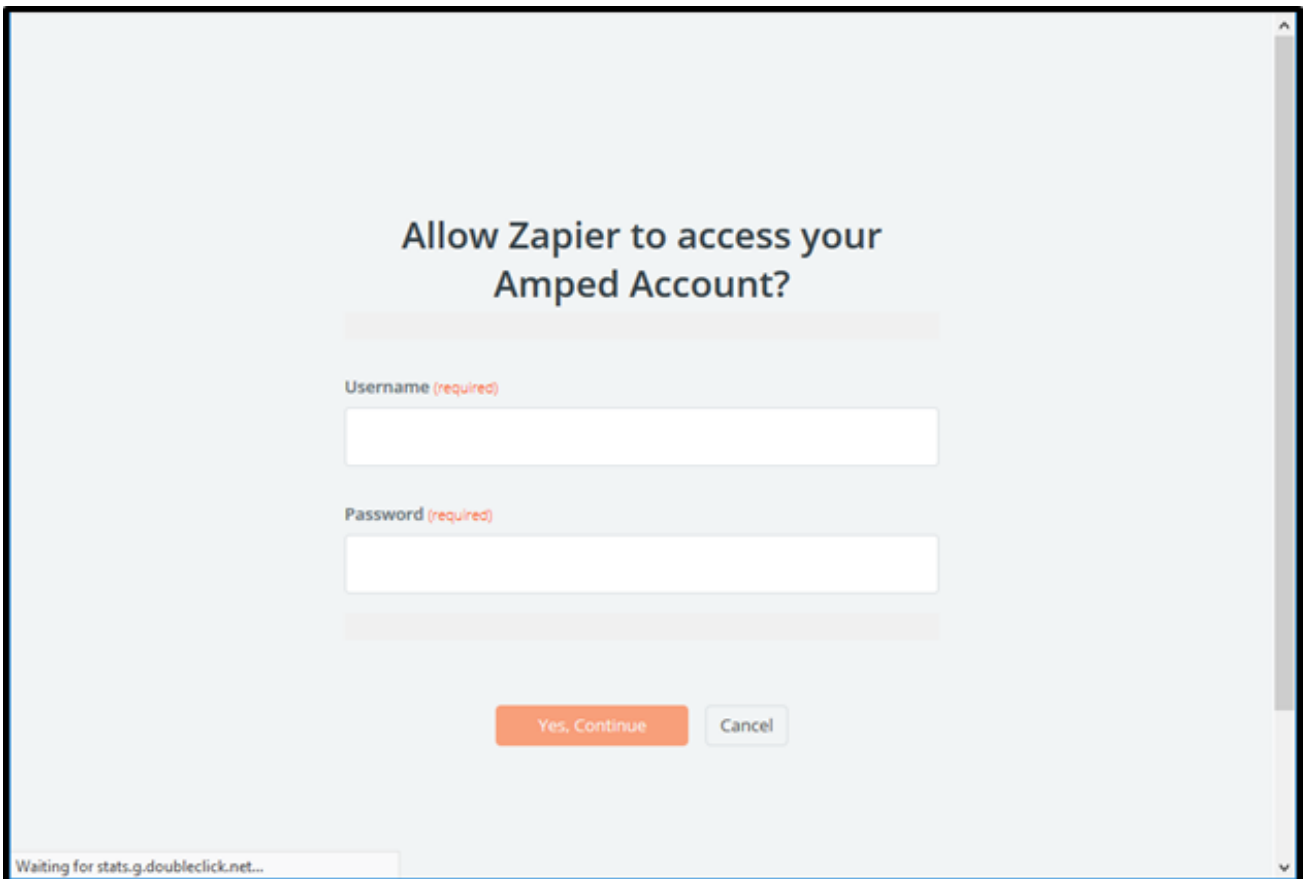 Allow Zapier to access your
Amped Account?
Username (required)
Password (required)
Yes, Continue
Cancel
Waiting for stats.g.doubleclick.net...